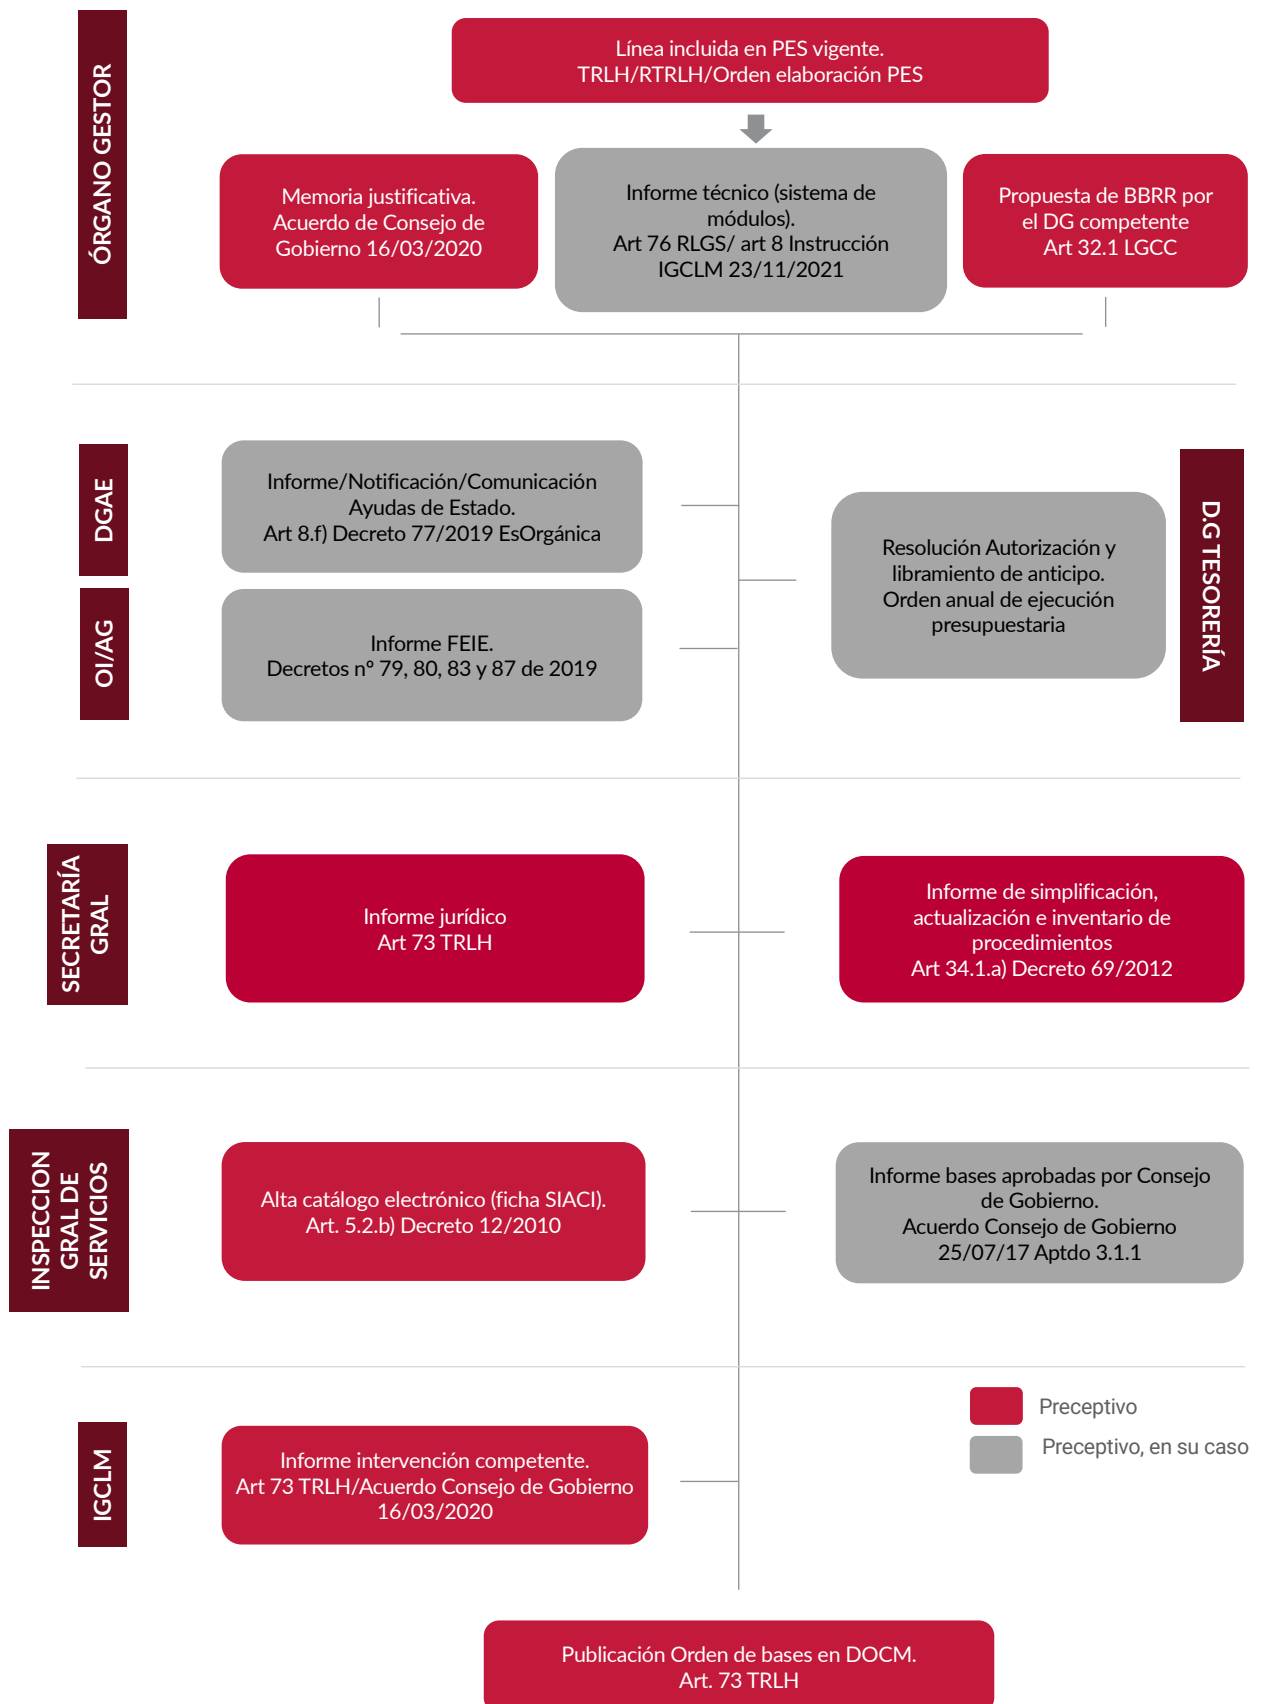 ÓRGANO GESTOR
Línea incluida en PES vigente.
TRLH/RTRLH/Orden elaboración PES
Memoria justificativa.
Acuerdo de Consejo de
Gobierno 16/03/2020
Informe técnico (sistema de
módulos).
Art 76 RLGS/ art 8 Instrucción
IGCLM 23/11/2021
Propuesta de BBRR por
el DG competente
Art 32.1 LGCC
DGAE
Informe/Notificación/Comunicación
Ayudas de Estado.
Art 8.f) Decreto 77/2019 EsOrgánica
OI/AG
Informe FEIE.
Decretos nº 79, 80, 83 y 87 de 2019
Resolución Autorización y
libramiento de anticipo.
Orden anual de ejecución
presupuestaria
D.G TESORERÍA
SECRETARÍA
GRAL
Informe jurídico
Art 73 TRLH
Informe de simplificación,
actualización e inventario de
procedimientos
Art 34.1.a) Decreto 69/2012
INSPECCION
GRAL DE
SERVICIOS
Alta catálogo electrónico (ficha SIACI).
Art. 5.2.b) Decreto 12/2010
Informe bases aprobadas por Consejo
de Gobierno.
Acuerdo Consejo de Gobierno
25/07/17 Aptdo 3.1.1
Preceptivo
Preceptivo, en su caso
IGCLM
Informe intervención competente.
Art 73 TRLH/Acuerdo Consejo de Gobierno
16/03/2020
Publicación Orden de bases en DOCM.
Art. 73 TRLH